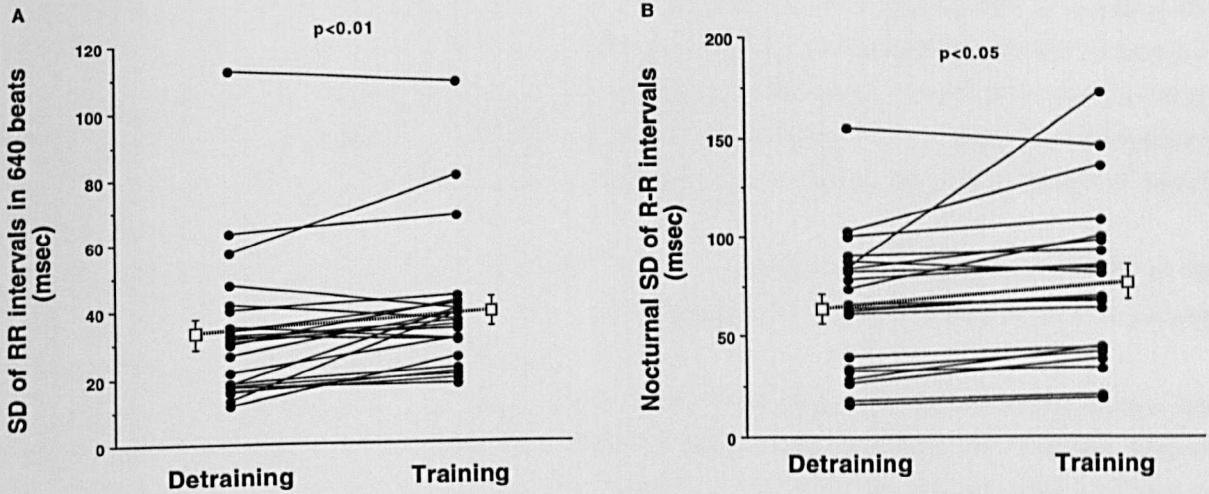 A
p<0.01
SD of RR intervals in 640 beats
(msec)
120
100
80
60
40
20
0
Detraining
Training
B
p<0.05
Nocturnal SD of R-R intervals
(msec)
200
150
100
50
0
Detraining
Training